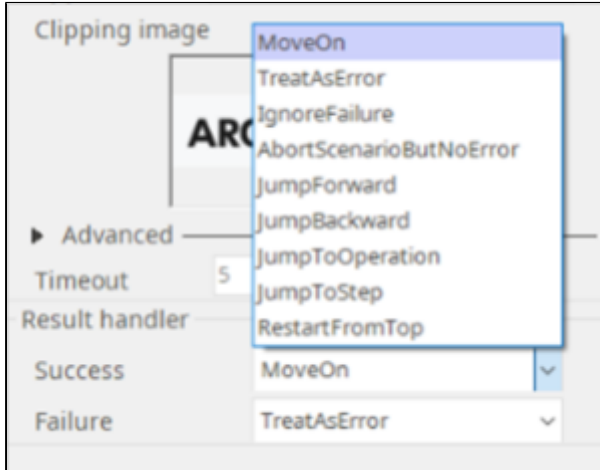 Clipping image
ARC
MoveOn
TreatAsError
IgnoreFailure
AbortScenarioButNoError
JumpForward
JumpBackward
JumpToOperation
JumpToStep
RestartFromTop
Advanced
Timeout 5
Result handler
Success MoveOn
Failure TreatAsError